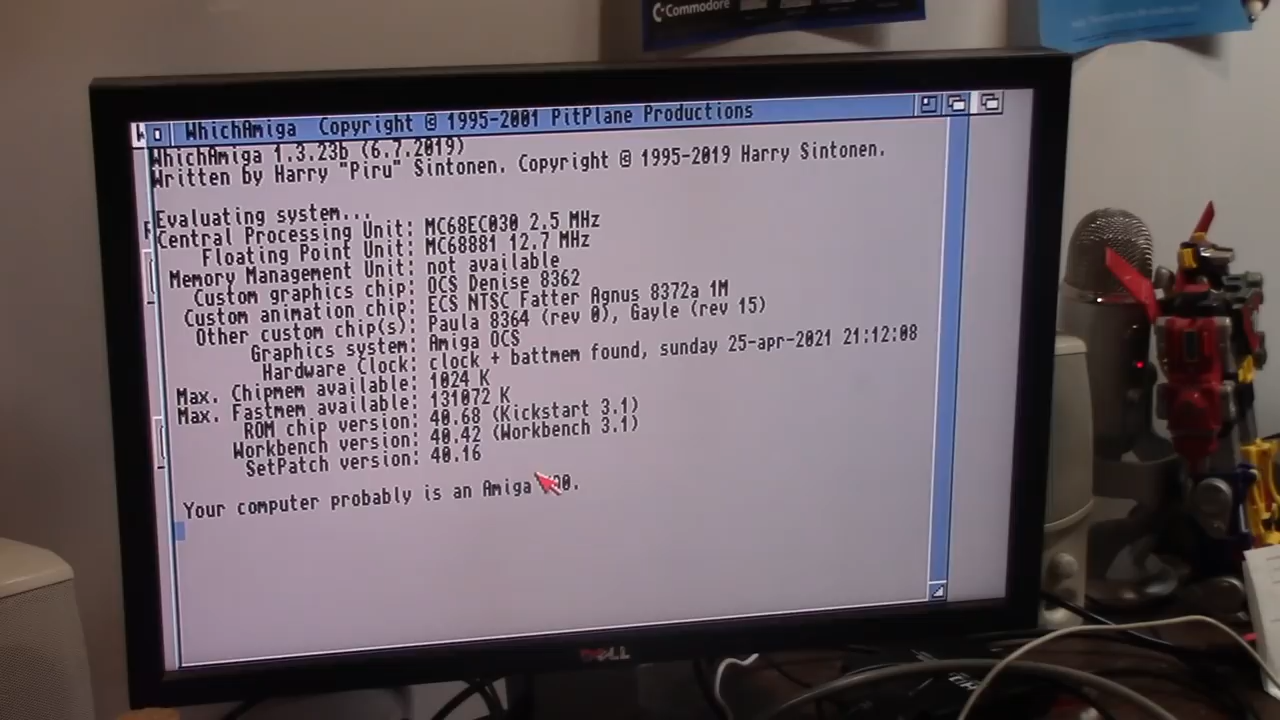 Commodore
WhichAmiga Copyright © 1995-2001 PitPlane Productions
WhichAmiga 1.3.23b (6.7.2019)
Written by Harry "Piru" Sintonen. Copyright © 1995-2019 Harry Sintonen.
Evaluating system...
Central Processing Unit: MC68EC030 2.5 MHz
Floating Point Unit: MC68881 12.7 MHz
Memory Management Unit: not available
Custom graphics chip: OCS Denise 8362
Custom animation chip: ECS NTSC Fatter Agnus 8372a 1M
Other custom chip(s): Paula 8364 (rev 0), Gayle (rev 15)
Graphics system: Amiga OCS
Hardware Clock: clock + battmem found, sunday 25-apr-2021 21:12:08
Max. Chipmem available: 1024 K
Max. Fastmem available: 131072 K
ROM chip version: 40.68 (Kickstart 3.1)
Workbench version: 40.42 (Workbench 3.1)
SetPatch version: 40.16
Your computer probably is an Amiga
DELL